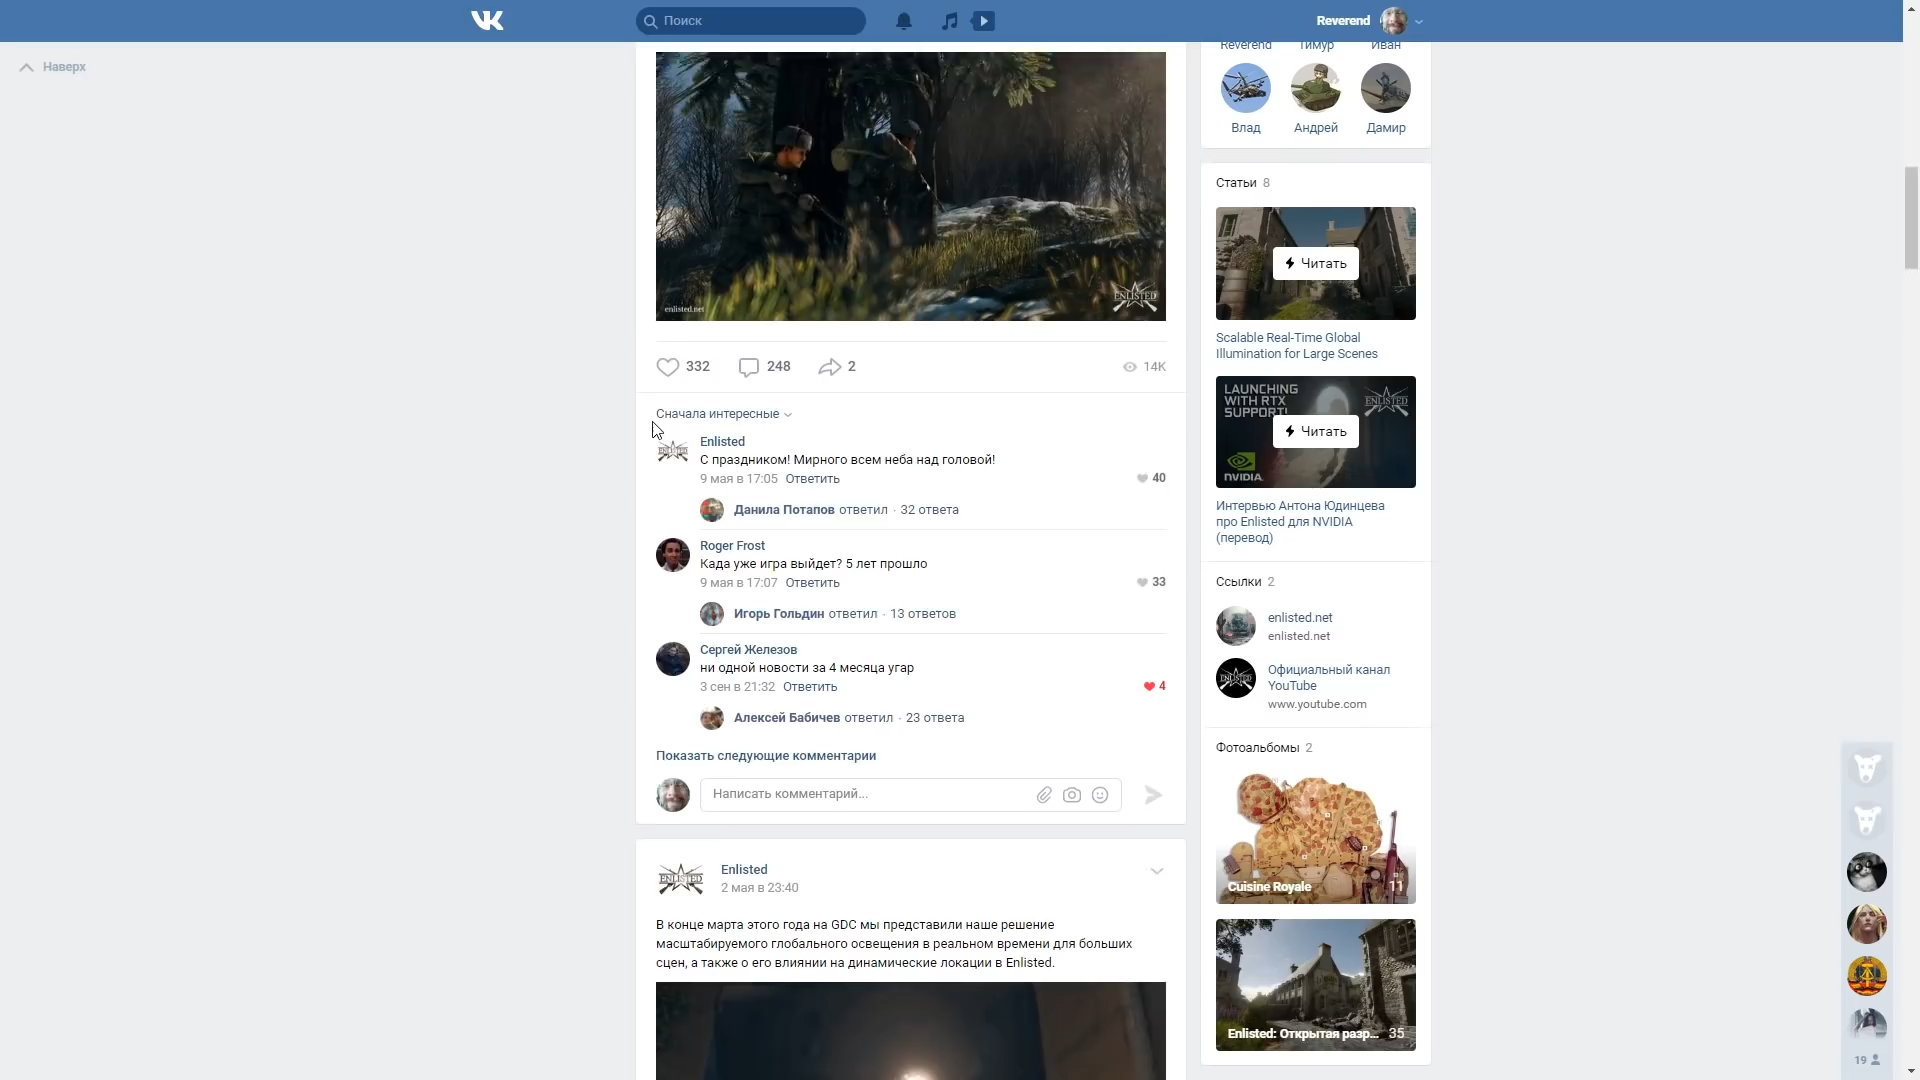 Поиск
Reverend
Наверх
Reverend Тимур Иван
Влад Андрей Дамир
enlisted.net
ENLISTED
332 248 2 14K
Сначала интересные
ENLISTED
Enlisted
С праздником! Мирного всем неба над головой!
9 мая в 17:05 Ответить 40
Данила Потапов ответил · 32 ответа
Roger Frost
Када уже игра выйдет? 5 лет прошло
9 мая в 17:07 Ответить 33
Игорь Гольдин ответил · 13 ответов
Сергей Железов
ни одной новости за 4 месяца угар
3 сен в 21:32 Ответить 4
Алексей Бабичев ответил · 23 ответа
Показать следующие комментарии
Написать комментарий...
ENLISTED
Enlisted
2 мая в 23:40
В конце марта этого года на GDC мы представили наше решение
масштабируемого глобального освещения в реальном времени для больших
сцен, а также о его влиянии на динамические локации в Enlisted.
Статьи 8
Читать
Scalable Real-Time Global
Illumination for Large Scenes
LAUNCHING
WITH RTX
SUPPORT!
ENLISTED
Читать
NVIDIA
Интервью Антона Юдинцева
про Enlisted для NVIDIA
(перевод)
Ссылки 2
enlisted.net
enlisted.net
ENLISTED
Официальный канал
YouTube
www.youtube.com
Фотоальбомы 2
Cuisine Royale 11
Enlisted: Открытая разр... 35
19